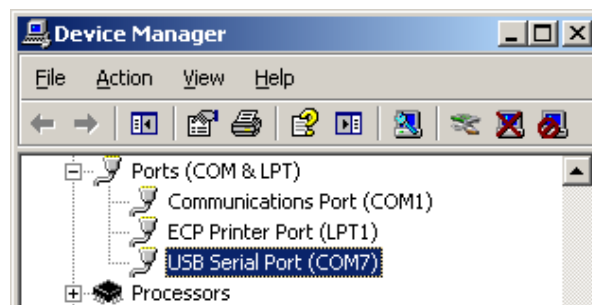 Device Manager
File Action View Help
Ports (COM & LPT)
Communications Port (COM1)
ECP Printer Port (LPT1)
USB Serial Port (COM7)
Processors